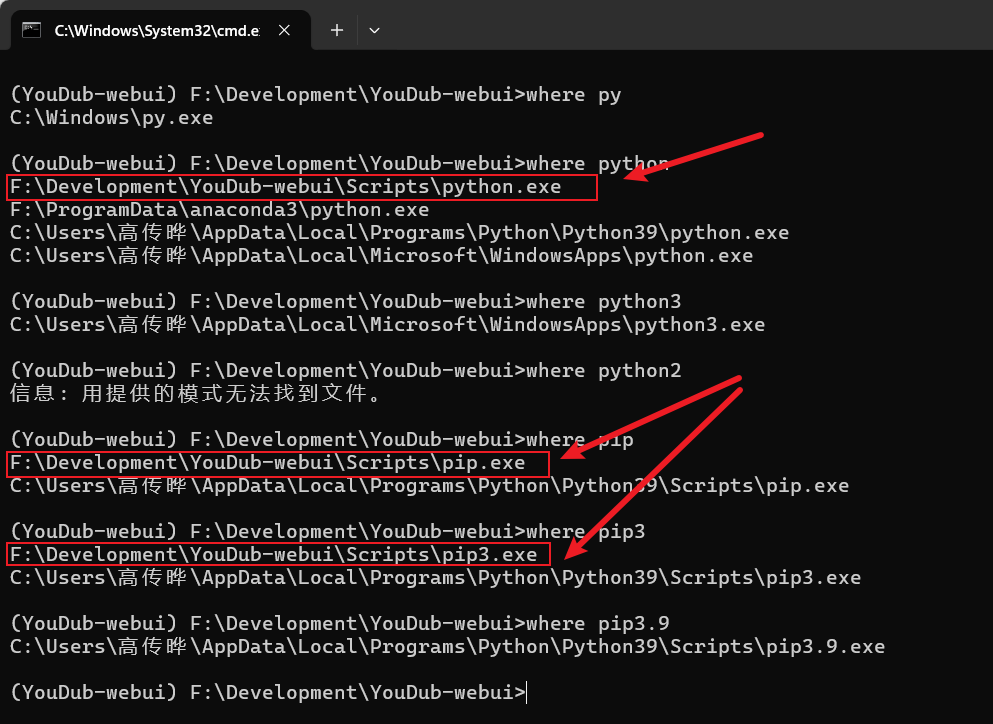 C:\Windows\System32\cmd.e
(YouDub-webui) F:\Development\YouDub-webui>where py
C:\Windows\py.exe
(YouDub-webui) F:\Development\YouDub-webui>where python
F:\Development\YouDub-webui\Scripts\python.exe
F:\ProgramData\anaconda3\python.exe
C:\Users\高传晔\AppData\Local\Programs\Python\Python39\python.exe
C:\Users\高传晔\AppData\Local\Microsoft\WindowsApps\python.exe
(YouDub-webui) F:\Development\YouDub-webui>where python3
C:\Users\高传晔\AppData\Local\Microsoft\WindowsApps\python3.exe
(YouDub-webui) F:\Development\YouDub-webui>where python2
信息: 用提供的模式无法找到文件。
(YouDub-webui) F:\Development\YouDub-webui>where pip
F:\Development\YouDub-webui\Scripts\pip.exe
C:\Users\高传晔\AppData\Local\Programs\Python\Python39\Scripts\pip.exe
(YouDub-webui) F:\Development\YouDub-webui>where pip3
F:\Development\YouDub-webui\Scripts\pip3.exe
C:\Users\高传晔\AppData\Local\Programs\Python\Python39\Scripts\pip3.exe
(YouDub-webui) F:\Development\YouDub-webui>where pip3.9
C:\Users\高传晔\AppData\Local\Programs\Python\Python39\Scripts\pip3.9.exe
(YouDub-webui) F:\Development\YouDub-webui>